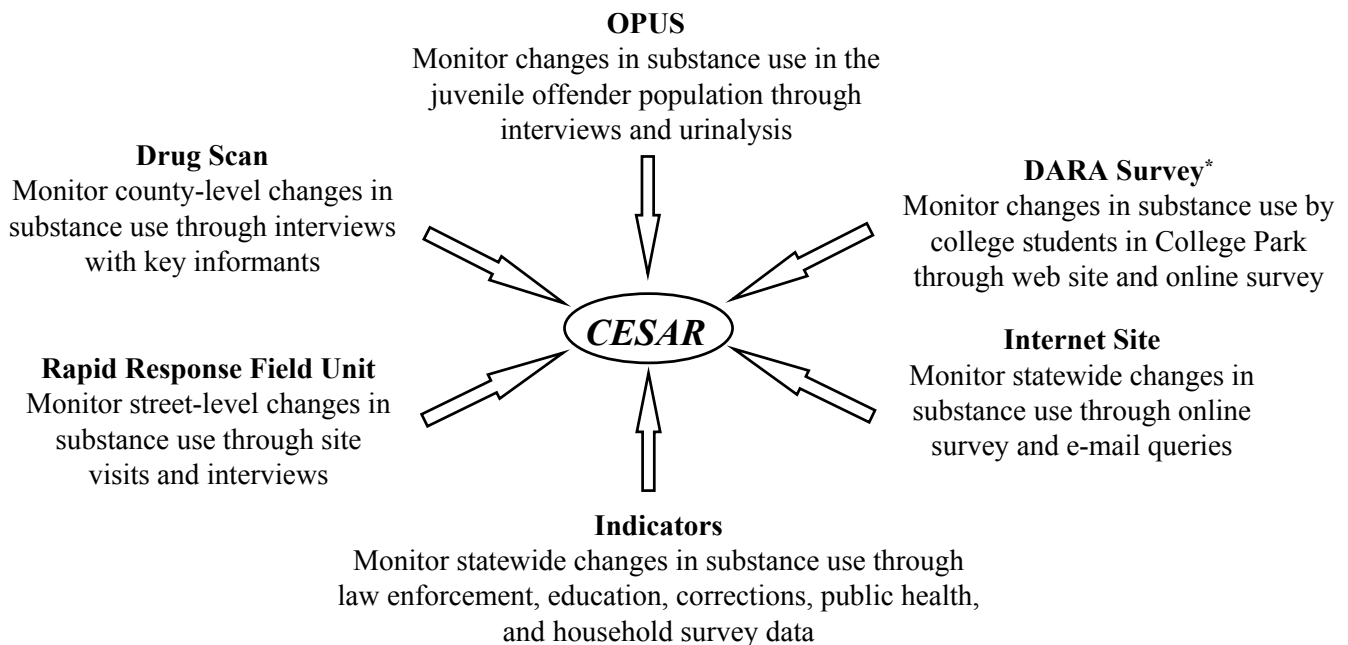 OPUS
Monitor changes in substance use in the
juvenile offender population through
interviews and urinalysis
Drug Scan
Monitor county-level changes in
substance use through interviews
with key informants
DARA Survey*
Monitor changes in substance use by
college students in College Park
through web site and online survey
CESAR
Rapid Response Field Unit
Monitor street-level changes in
substance use through site
visits and interviews
Internet Site
Monitor statewide changes in
substance use through online
survey and e-mail queries
Indicators
Monitor statewide changes in substance use through
law enforcement, education, corrections, public health,
and household survey data